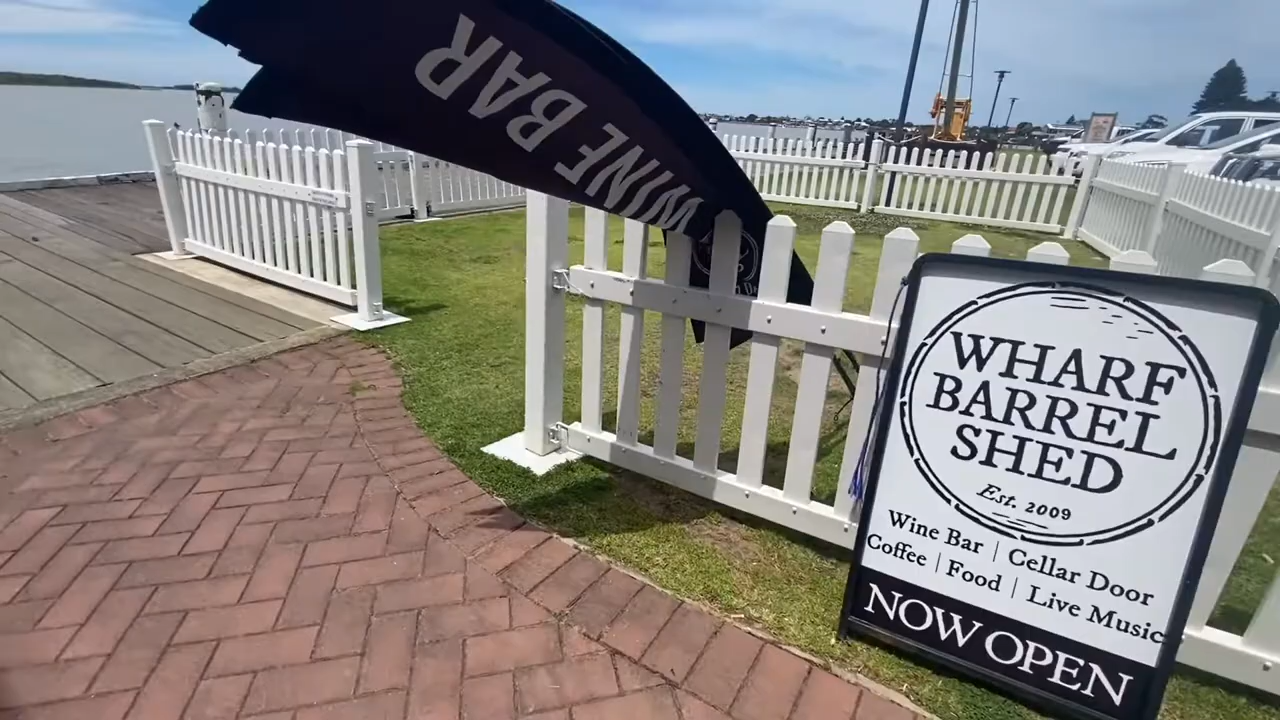 WINE BAR
WHARF
BARREL
SHED
Est. 2009
Wine Bar | Cellar Door
Coffee | Food | Live Music
NOW OPEN